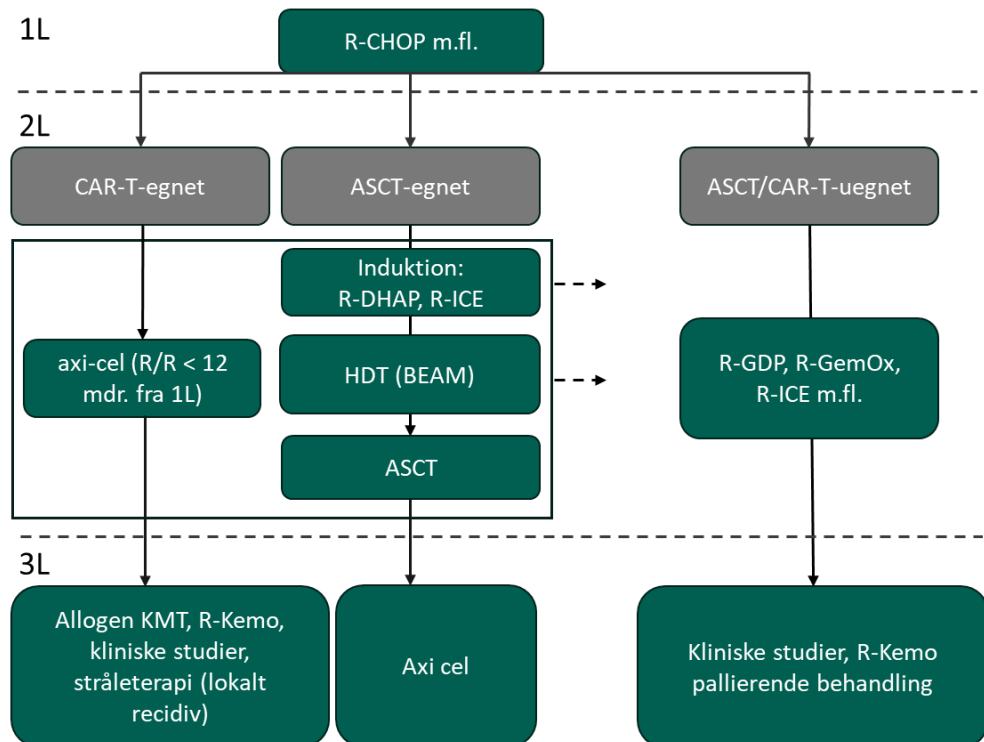 1L
R-CHOP m.fl.
2L
CAR-T-egnet
ASCT-egnet
ASCT/CAR-T-uegnet
Induktion:
R-DHAP, R-ICE
axi-cel (R/R < 12
mdr. fra 1L)
HDT (BEAM)
R-GDP, R-GemOx,
R-ICE m.fl.
ASCT
3L
Allogen KMT, R-Kemo,
kliniske studier,
stråleterapi (lokalt
recidiv)
Axi cel
Kliniske studier, R-Kemo
pallierende behandling